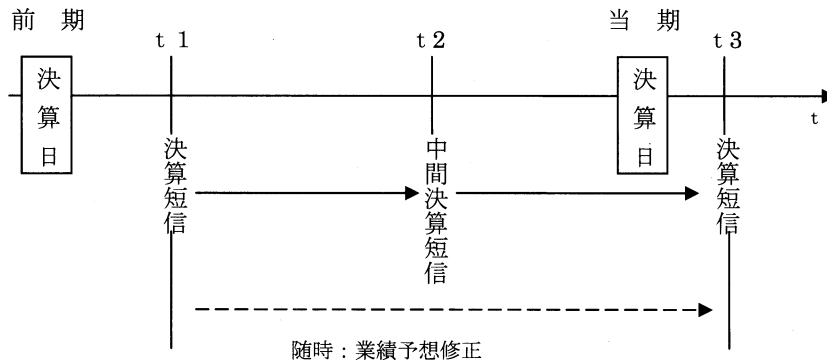 前 期
当 期
t 1
t 2
t 3
決算日
決算日
t
決算短信
中間決算短信
決算短信
随時：業績予想修正